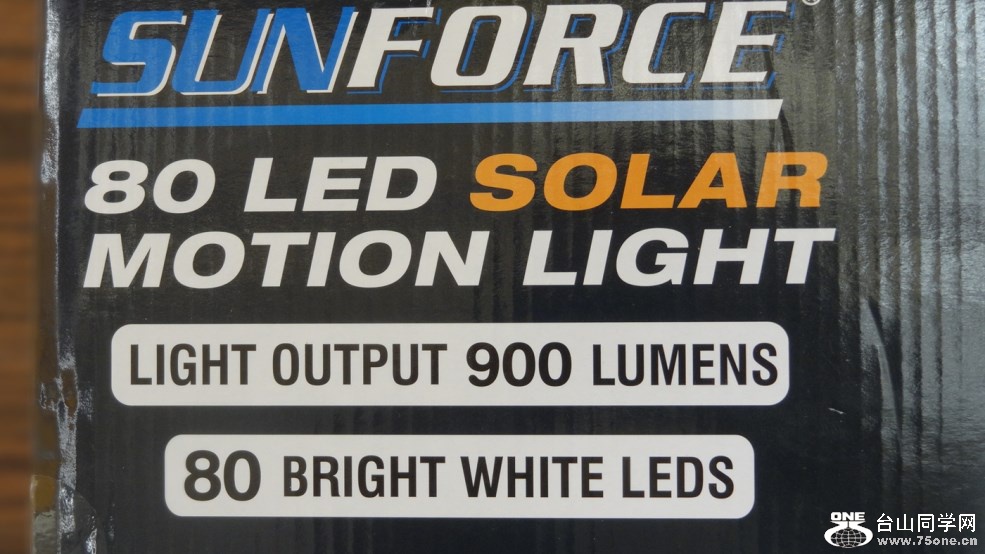 SUNFORCE®
80 LED SOLAR
MOTION LIGHT
LIGHT OUTPUT 900 LUMENS
80 BRIGHT WHITE LEDS
ONE
台山同学网
www.75one.cn